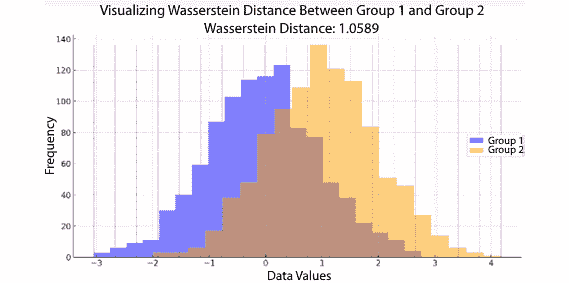 Visualizing Wasserstein Distance Between Group 1 and Group 2
Wasserstein Distance: 1.0589
140
120
100
80
60
40
20
0
Frequency
−3
−2
−1
0
1
2
3
4
Data Values
Group 1
Group 2